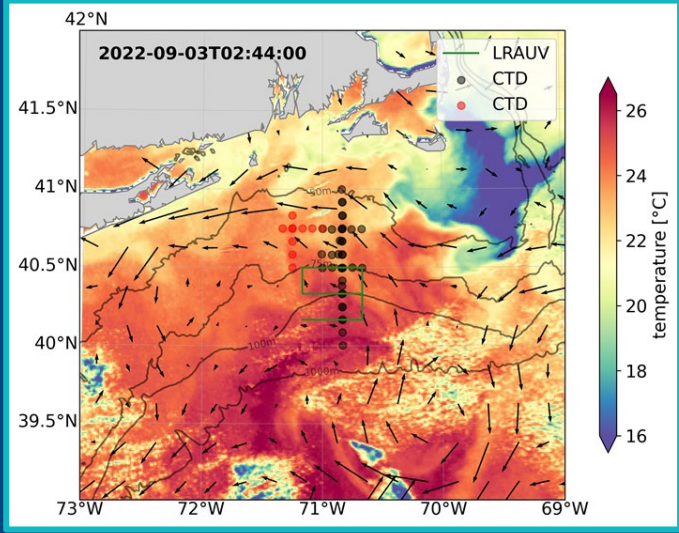 42°N
2022-09-03T02:44:00
LRAUV
CTD
CTD
41.5°N
41°N
40.5°N
40°N
39.5°N
50m
75m
100m
1000m
73°W
72°W
71°W
70°W
69°W
26
24
22
20
18
16
temperature [°C]